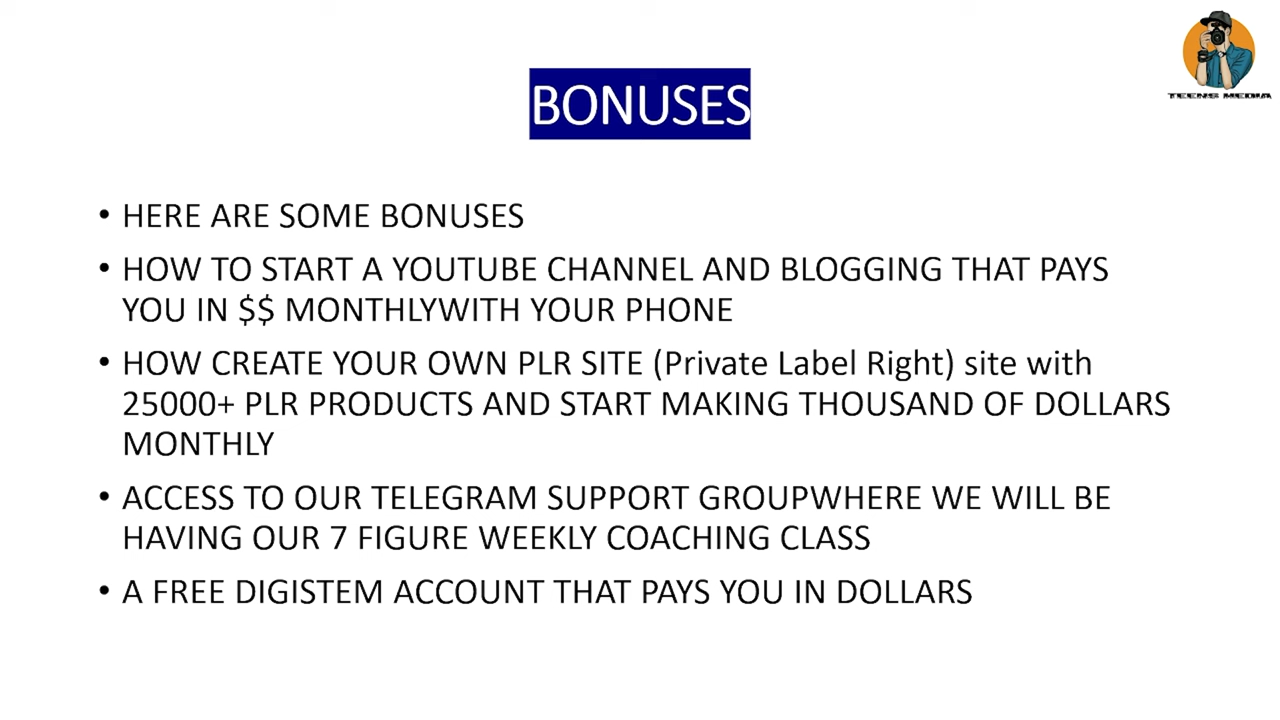 TEENS MEDIA
BONUSES
• HERE ARE SOME BONUSES
• HOW TO START A YOUTUBE CHANNEL AND BLOGGING THAT PAYS
YOU IN $$ MONTHLYWITH YOUR PHONE
• HOW CREATE YOUR OWN PLR SITE (Private Label Right) site with
25000+ PLR PRODUCTS AND START MAKING THOUSAND OF DOLLARS
MONTHLY
• ACCESS TO OUR TELEGRAM SUPPORT GROUPWHERE WE WILL BE
HAVING OUR 7 FIGURE WEEKLY COACHING CLASS
• A FREE DIGISTEM ACCOUNT THAT PAYS YOU IN DOLLARS